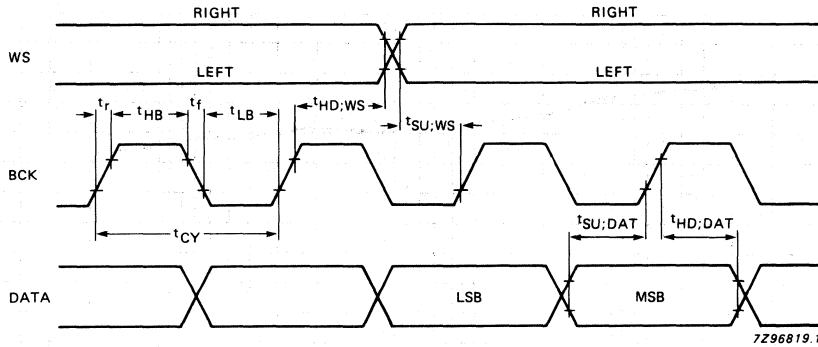 RIGHT RIGHT
WS
LEFT LEFT
tr tHB tf tLB tHD;WS
tSU;WS
BCK
tCY
tSU;DAT tHD;DAT
DATA LSB MSB
7Z96819.1